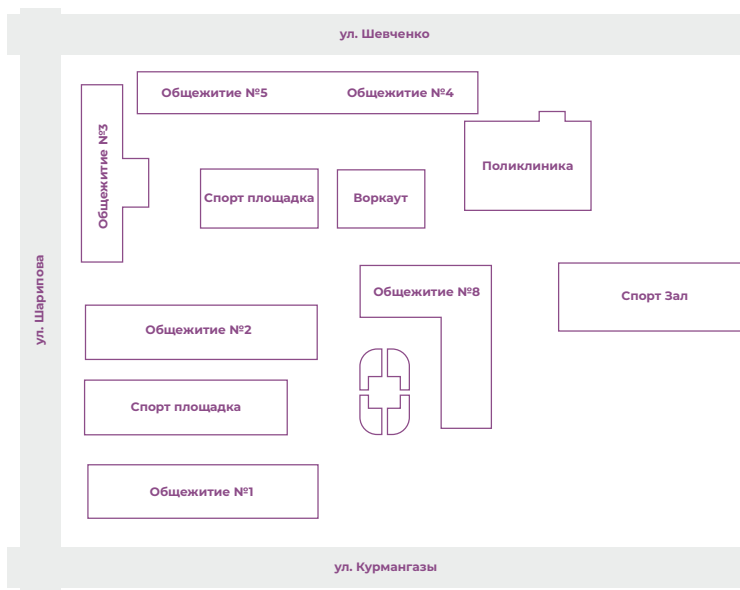 ул. Шевченко
Общежитие №5
Общежитие №4
Общежитие №3
Поликлиника
Спорт площадка
Воркаут
ул. Шарипова
Общежитие №8
Спорт Зал
Общежитие №2
Спорт площадка
Общежитие №1
ул. Курмангазы